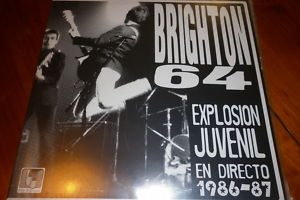 BRIGHTON
64
EXPLOSION
JUVENIL
EN DIRECTO
1986-87